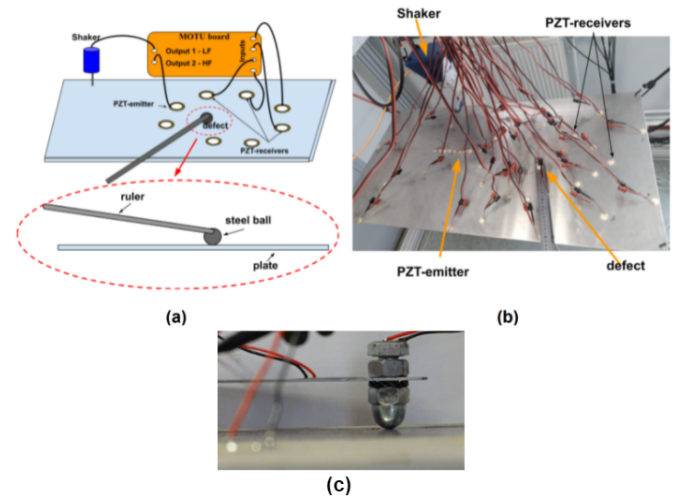 Shaker
MOTU board
Output 1 - LF
Output 2 - HF
Inputs
PZT-emitter
defect
PZT-receivers
ruler
steel ball
plate
(a)
Shaker
PZT-receivers
PZT-emitter
defect
(b)
(c)